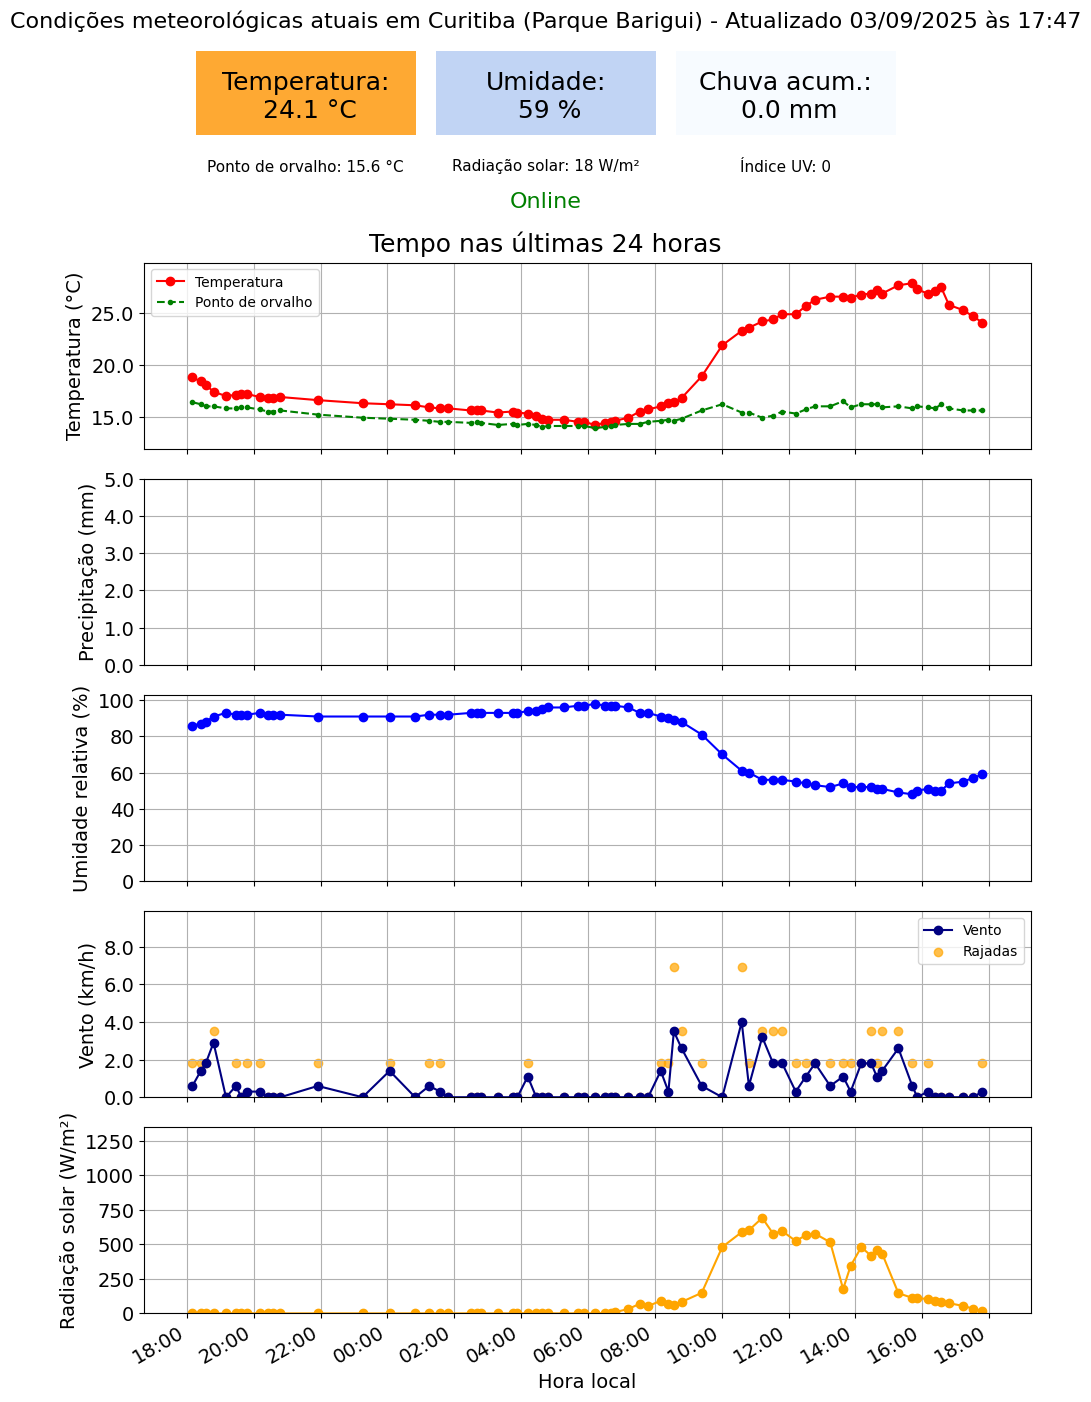 Condições meteorológicas atuais em Curitiba (Parque Barigui) - Atualizado 03/09/2025 às 17:47
Temperatura:
24.1 °C
Umidade:
59 %
Chuva acum.:
0.0 mm
Ponto de orvalho: 15.6 °C
Radiação solar: 18 W/m²
Índice UV: 0
Online
Tempo nas últimas 24 horas
Temperatura (°C)
25.0
20.0
15.0
Temperatura
Ponto de orvalho
Precipitação (mm)
5.0
4.0
3.0
2.0
1.0
0.0
Umidade relativa (%)
100
80
60
40
20
0
Vento (km/h)
8.0
6.0
4.0
2.0
0.0
Vento
Rajadas
Radiação solar (W/m²)
1250
1000
750
500
250
0
18:00
20:00
22:00
00:00
02:00
04:00
06:00
08:00
10:00
12:00
14:00
16:00
18:00
Hora local